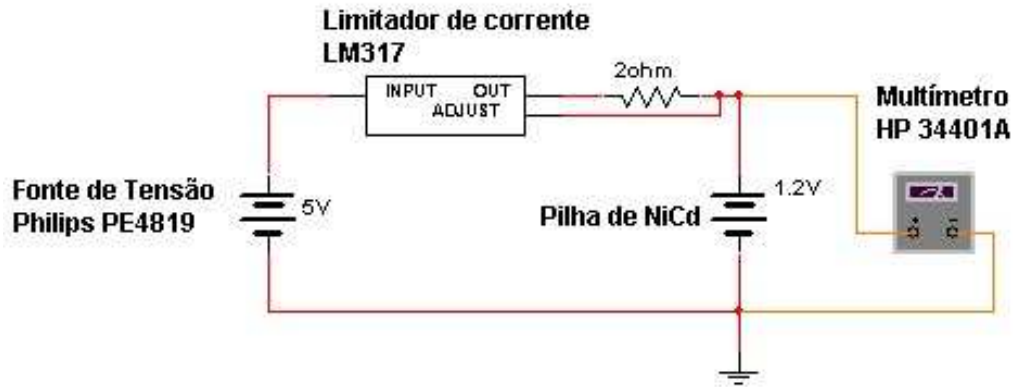 Limitador de corrente
LM317
2ohm
INPUT OUT
ADJUST
Multímetro
HP 34401A
Fonte de Tensão
Philips PE4819
5V
Pilha de NiCd
1.2V
+ -